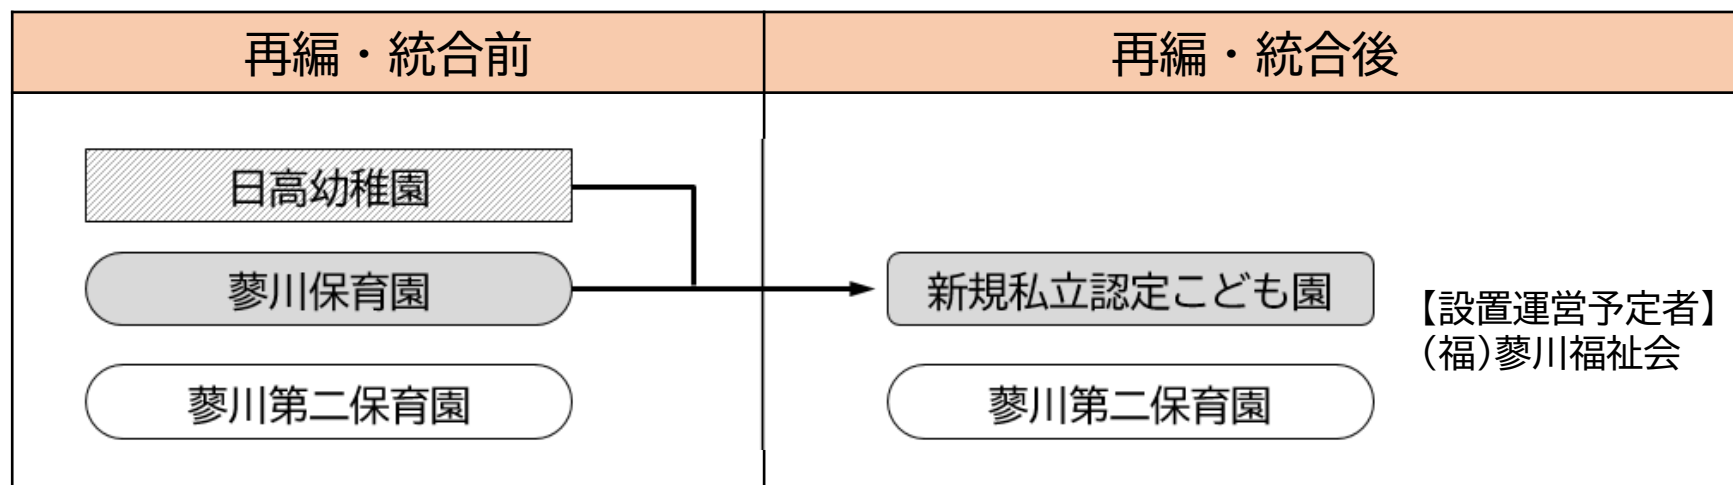 再編・統合前
再編・統合後
日高幼稚園
蓼川保育園
蓼川第二保育園
新規私立認定こども園
蓼川第二保育園
【設置運営予定者】
(福)蓼川福祉会